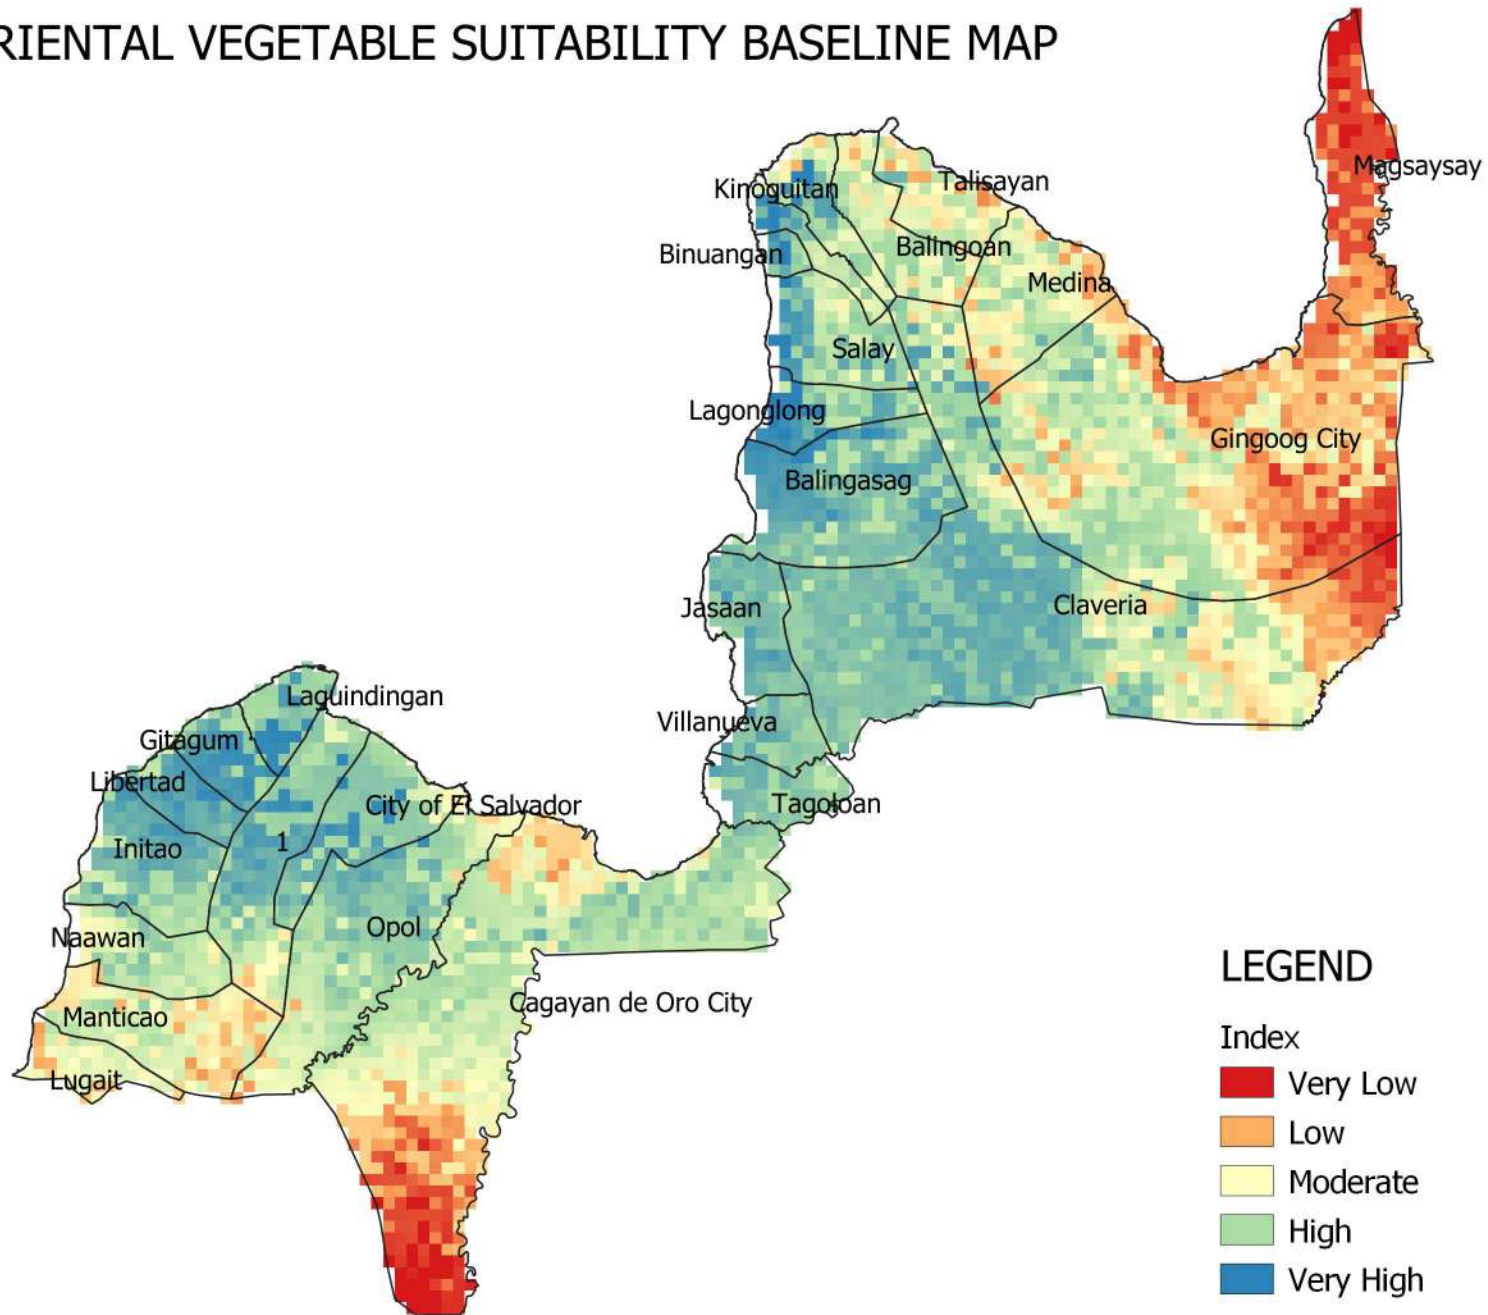 RIENTAL VEGETABLE SUITABILITY BASELINE MAP
Magsaysay
Kinoguitan
Talisayan
Binuangan
Balingoan
Medina
Salay
Lagonglong
Gingoog City
Balingasag
Jasaan
Claveria
Laguindingan
Villanueva
Gitagum
Libertad
City of El Salvador
Tagoloan
Initao
1
Opol
Naawan
Cagayan de Oro City
Manticao
Lugait
LEGEND
Index
Very Low
Low
Moderate
High
Very High